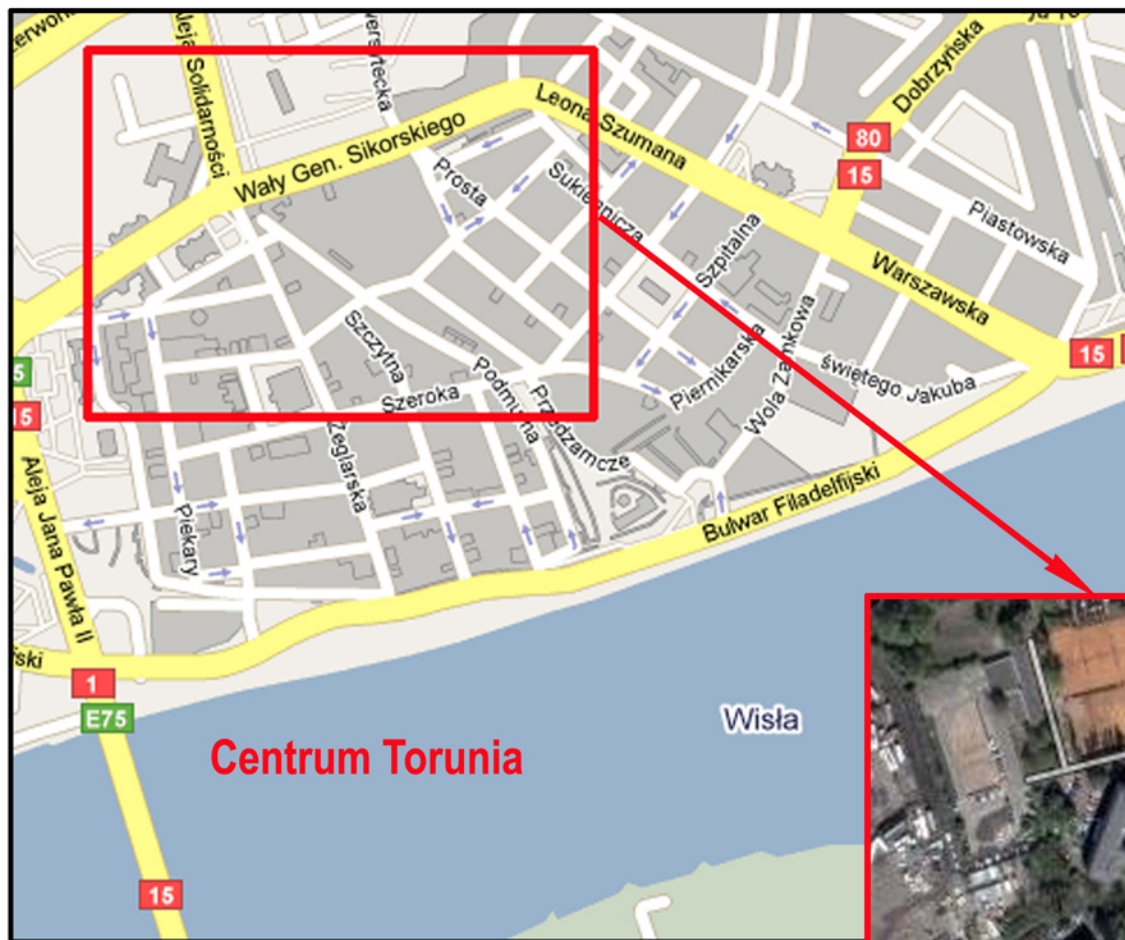 Aleja Solidarności
Leona Szumana
Dobrzyńska
80
15
Wały Gen. Sikorskiego
Prosta
Sukiennicza
Szpitalna
Piastowska
Warszawska
Szczytna
Podmurna
Szeroka
Przedzamcze
Piernikarska
Wola Zamkowa
świętego Jakuba
15
15
Żeglarska
Aleja Jana Pawła II
Piekary
Bulwar Filadelfijski
1
E75
Wisła
Centrum Torunia
15